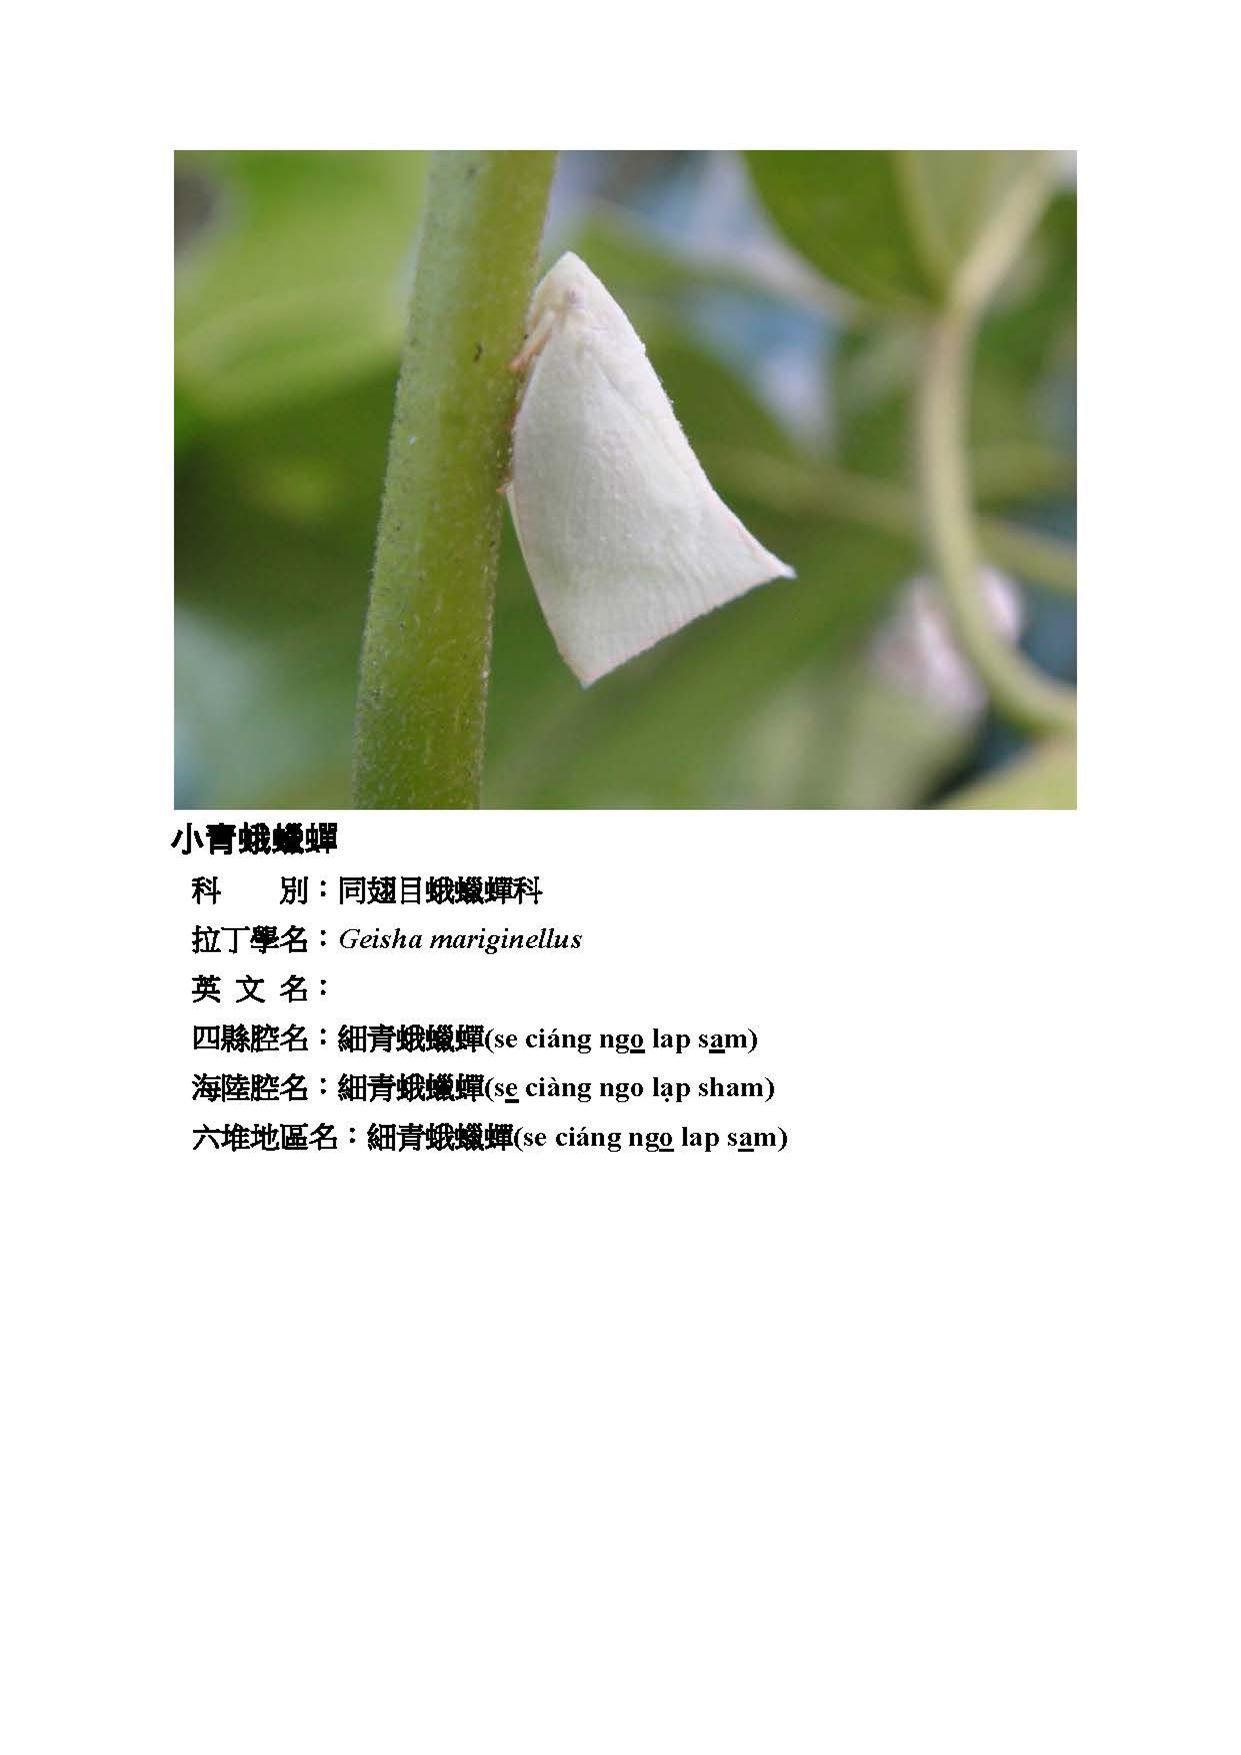 小青蛾蠟蟬
科　　別：同翅目蛾蠟蟬科
拉丁學名：Geisha mariginellus
英 文 名：
四縣腔名：細青蛾蠟蟬(se ciáng ngo̲ lap sa̲m)
海陸腔名：細青蛾蠟蟬(se̲ ciàng ngo lạp sham)
六堆地區名：細青蛾蠟蟬(se ciáng ngo̲ lap sa̲m)